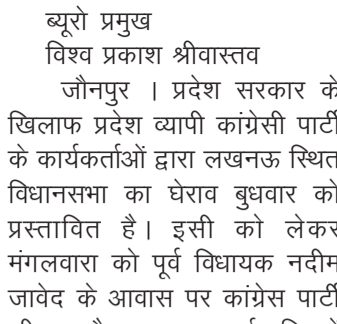 ब्यूरो प्रमुख
विश्व प्रकाश श्रीवास्तव
जौनपुर । प्रदेश सरकार के
खिलाफ प्रदेश व्यापी कांग्रेसी पार्टी
के कार्यकर्ताओं द्वारा लखनऊ स्थित
विधानसभा का घेराव बुधवार को
प्रस्तावित है। इसी को लेकर
मंगलवारा को पूर्व विधायक नदीम
जावेद के आवास पर कांग्रेस पार्टी